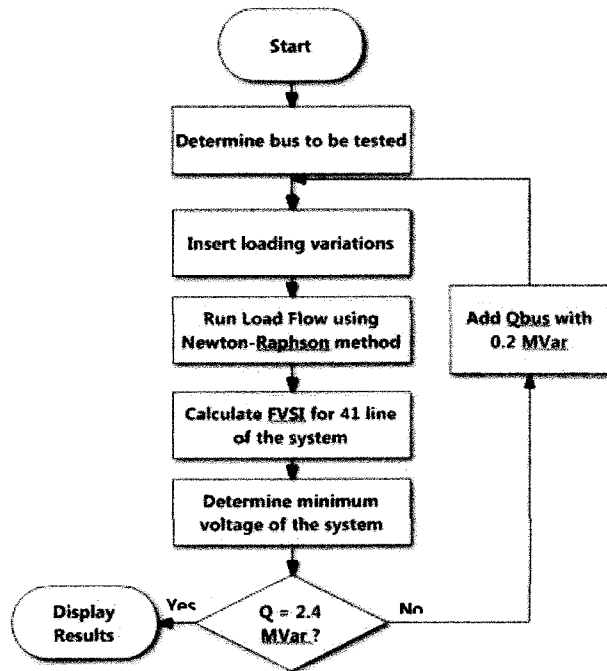 Start
Determine bus to be tested
Insert loading variations
Run Load Flow using
Newton-Raphson method
Add Qbus with
0.2 MVar
Calculate FVSI for 41 line
of the system
Determine minimum
voltage of the system
Q = 2.4
MVar ?
Yes
No
Display
Results